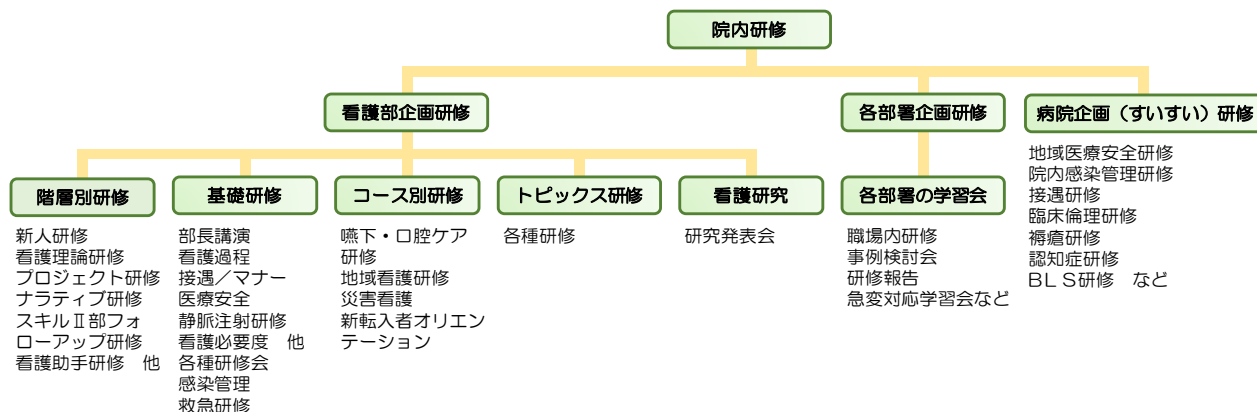 院内研修
看護部企画研修
各部署企画研修
病院企画（すいすい）研修
階層別研修
新人研修
看護理論研修
プロジェクト研修
ナラティブ研修
スキルⅡ部フォ
ローアップ研修
看護助手研修　他
基礎研修
部長講演
看護過程
接遇／マナー
医療安全
静脈注射研修
看護必要度　他
各種研修会
感染管理
救急研修
コース別研修
嚥下・口腔ケア
研修
地域看護研修
災害看護
新転入者オリエン
テーション
トピックス研修
各種研修
看護研究
研究発表会
各部署の学習会
職場内研修
事例検討会
研修報告
急変対応学習会など
地域医療安全研修
院内感染管理研修
接遇研修
臨床倫理研修
褥瘡研修
認知症研修
ＢＬＳ研修　など